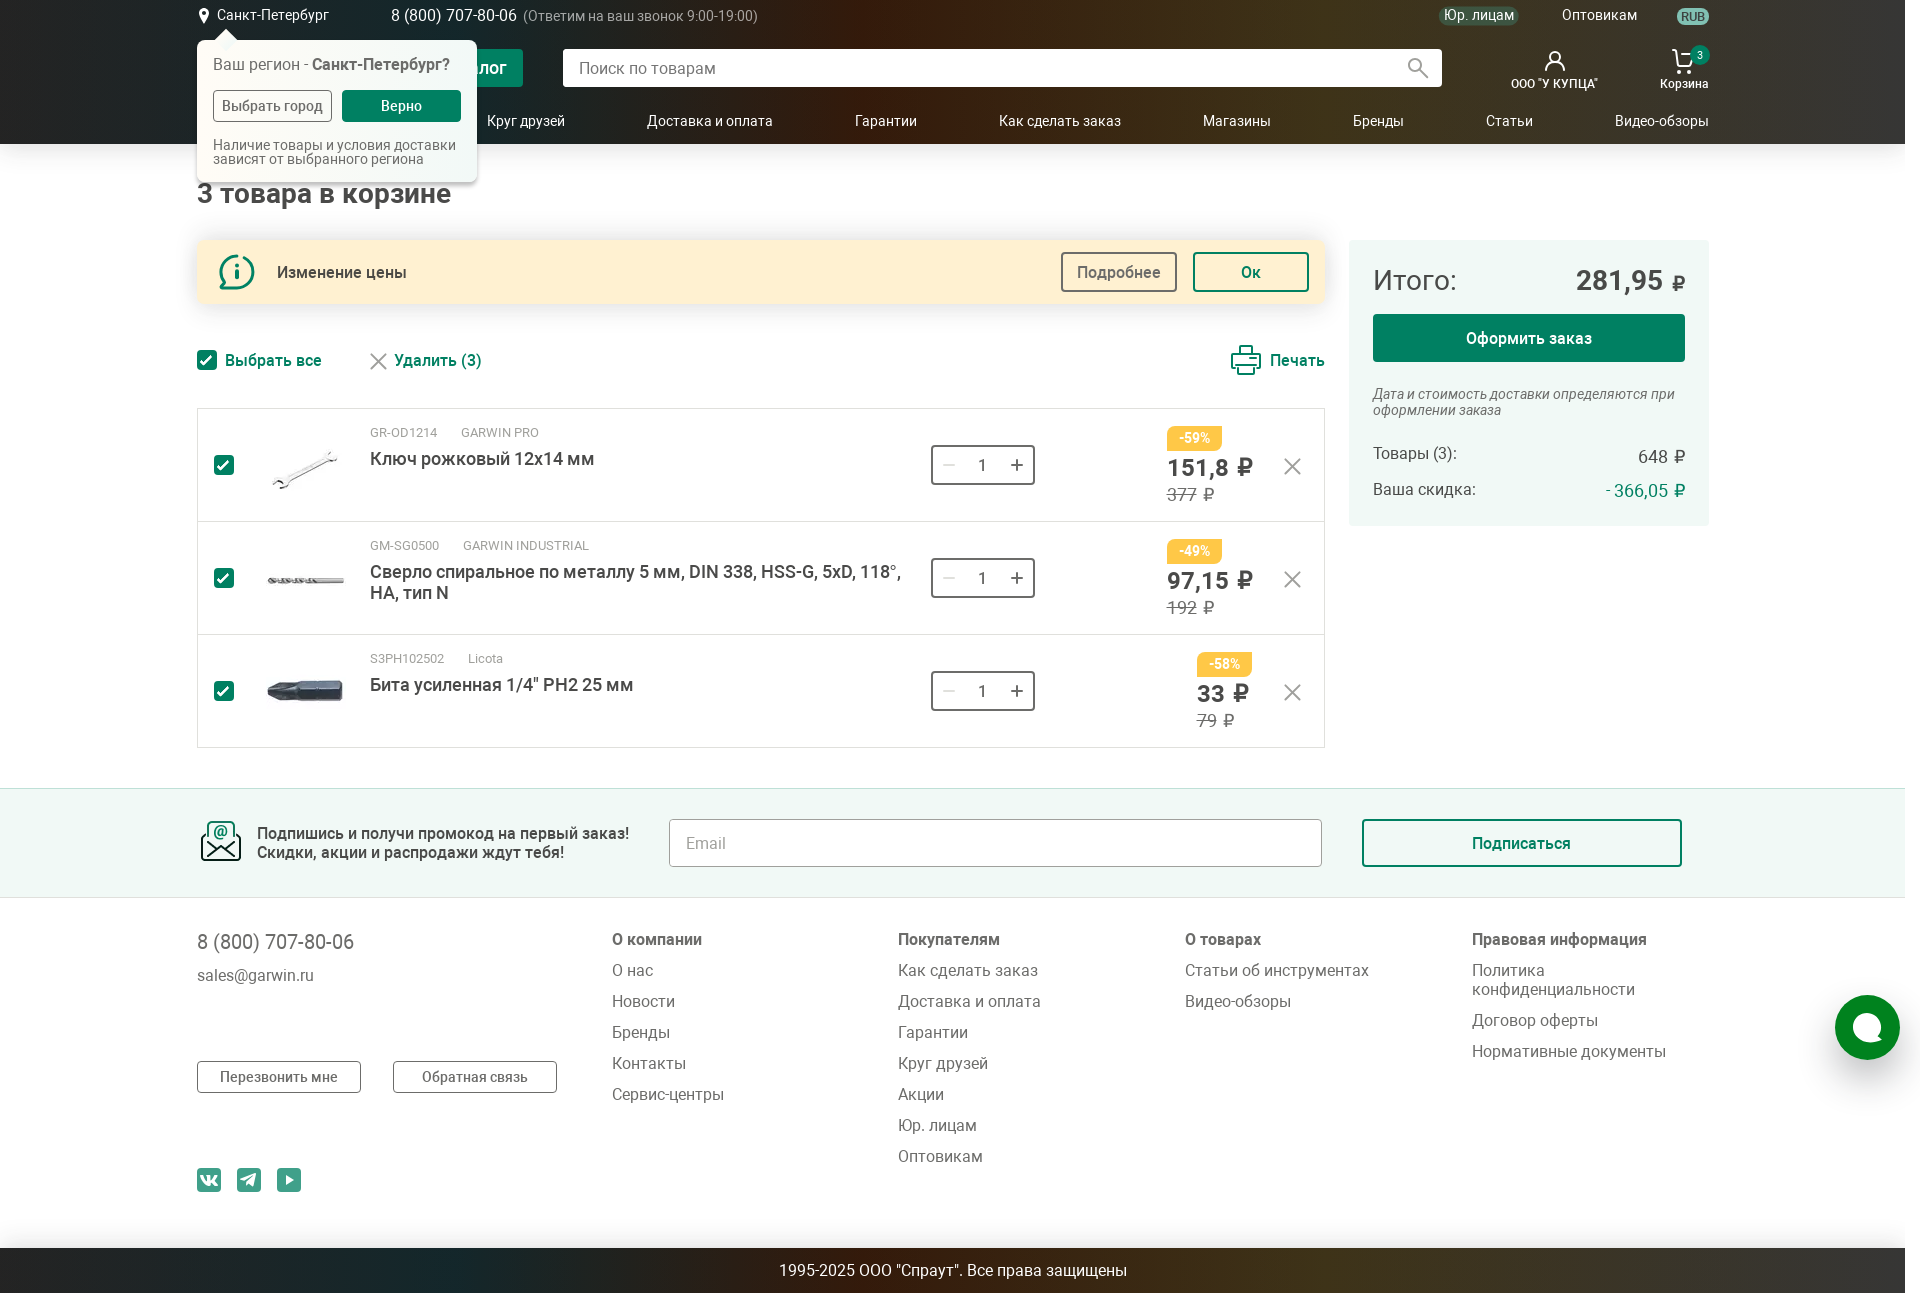 Санкт-Петербург
8 (800) 707-80-06 (Ответим на ваш звонок 9:00-19:00)
Юр. лицам
Оптовикам
RUB
Ваш регион - Санкт-Петербург?
Выбрать город
Верно
Наличие товары и условия доставки
зависят от выбранного региона
Поиск по товарам
ООО "У КУПЦА"
3
Корзина
Круг друзей
Доставка и оплата
Гарантии
Как сделать заказ
Магазины
Бренды
Статьи
Видео-обзоры
3 товара в корзине
Изменение цены
Подробнее
Ок
Выбрать все
Удалить (3)
Печать
GR-OD1214 GARWIN PRO
Ключ рожковый 12х14 мм
1
-59%
151,8 ₽
377 ₽
GM-SG0500 GARWIN INDUSTRIAL
Сверло спиральное по металлу 5 мм, DIN 338, HSS-G, 5xD, 118°,
HA, тип N
1
-49%
97,15 ₽
192 ₽
S3PH102502 Licota
Бита усиленная 1/4" PH2 25 мм
1
-58%
33 ₽
79 ₽
Итого: 281,95 ₽
Оформить заказ
Дата и стоимость доставки определяются при
оформлении заказа
Товары (3): 648 ₽
Ваша скидка: - 366,05 ₽
Подпишись и получи промокод на первый заказ!
Скидки, акции и распродажи ждут тебя!
Email
Подписаться
8 (800) 707-80-06
sales@garwin.ru
Перезвонить мне
Обратная связь
О компании
О нас
Новости
Бренды
Контакты
Сервис-центры
Покупателям
Как сделать заказ
Доставка и оплата
Гарантии
Круг друзей
Акции
Юр. лицам
Оптовикам
О товарах
Статьи об инструментах
Видео-обзоры
Правовая информация
Политика
конфиденциальности
Договор оферты
Нормативные документы
1995-2025 ООО "Спраут". Все права защищены